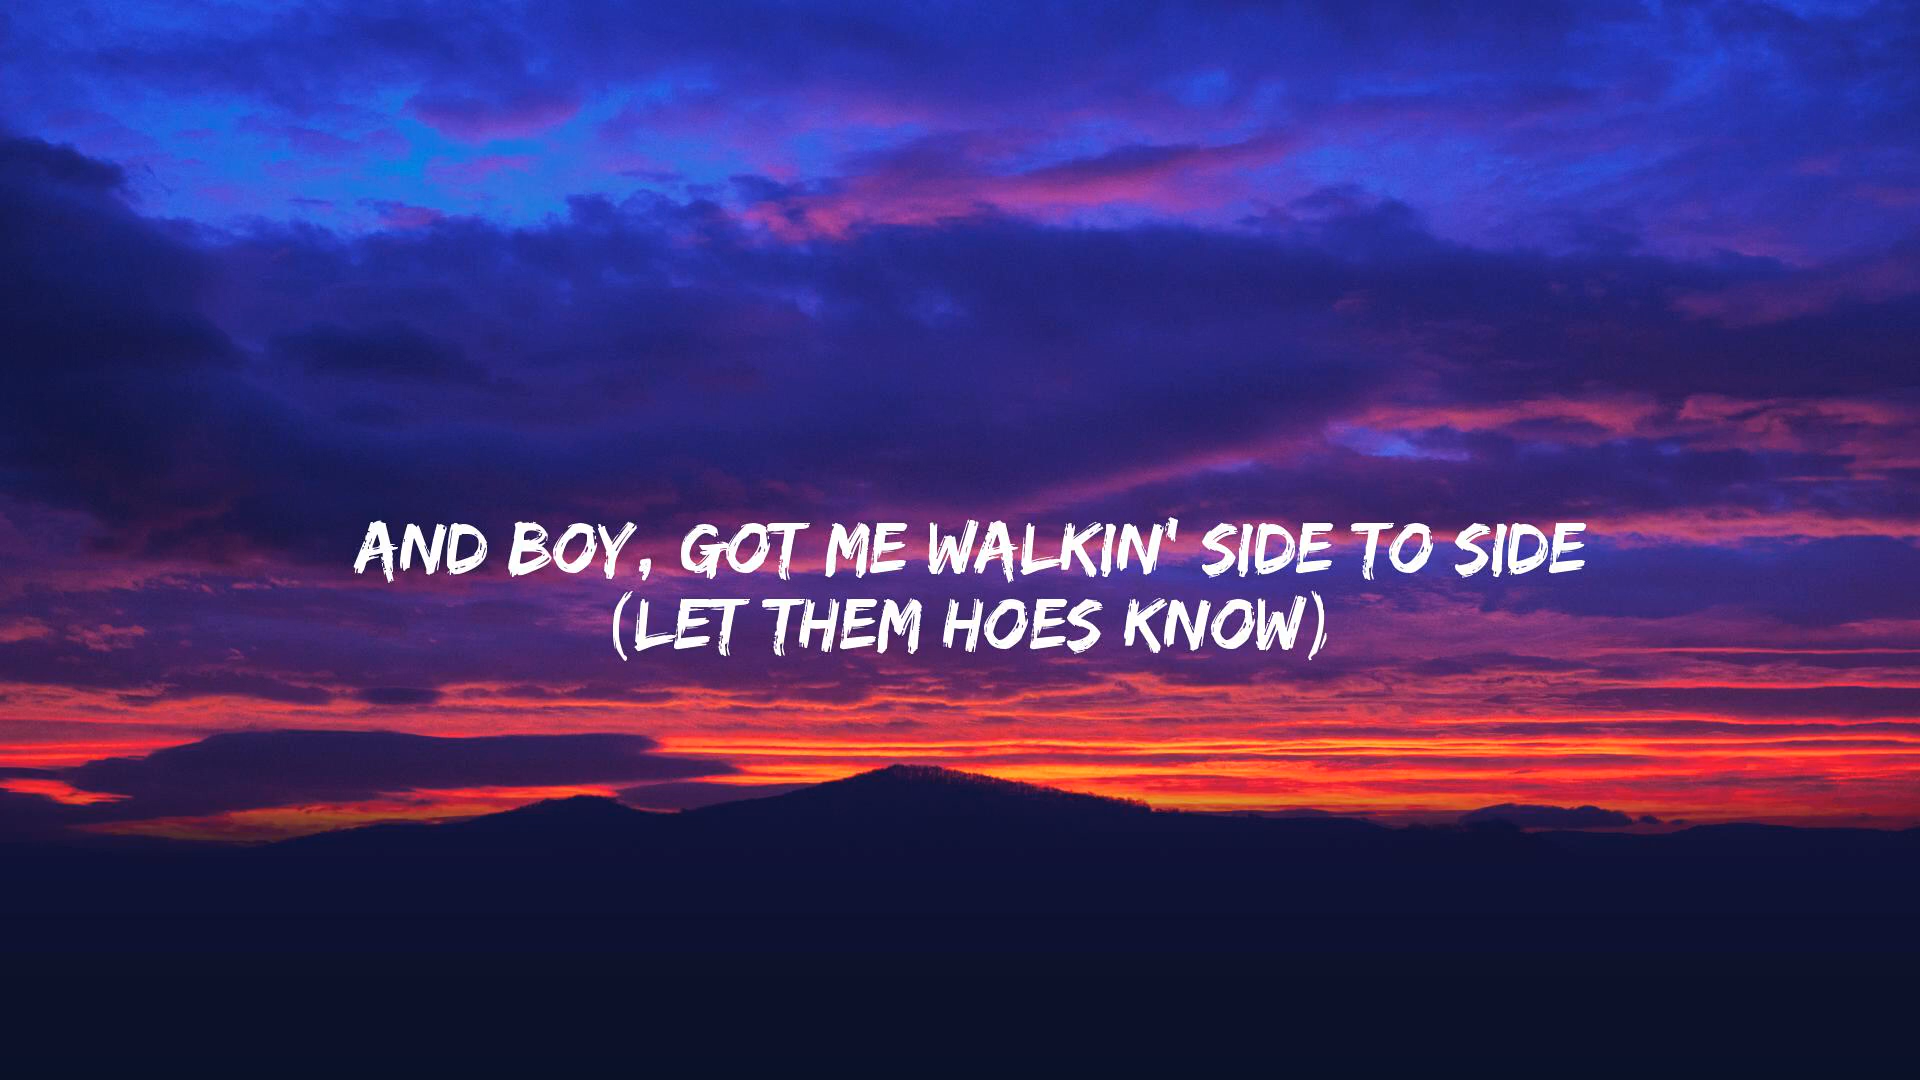 AND BOY, GOT ME WALKIN' SIDE TO SIDE
(LET THEM HOES KNOW)